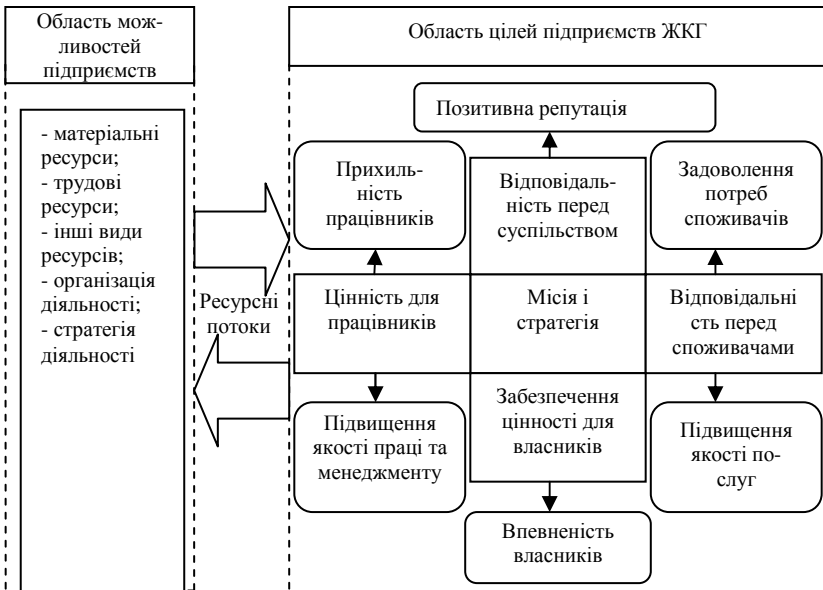 Область мож-
ливостей
підприємств
Область цілей підприємств ЖКГ
- матеріальні
ресурси;
- трудові
ресурси;
- інші види
ресурсів;
- організація
діяльності;
- стратегія
діяльності
Ресурсні
потоки
Позитивна репутація
Прихиль-
ність
працівників
Відповідаль-
ність перед
суспільством
Задоволення
потреб
споживачів
Цінність для
працівників
Місія і
стратегія
Відповідальні
сть перед
споживачами
Підвищення
якості праці та
менеджменту
Забезпечення
цінності для
власників
Підвищення
якості по-
слуг
Впевненість
власників